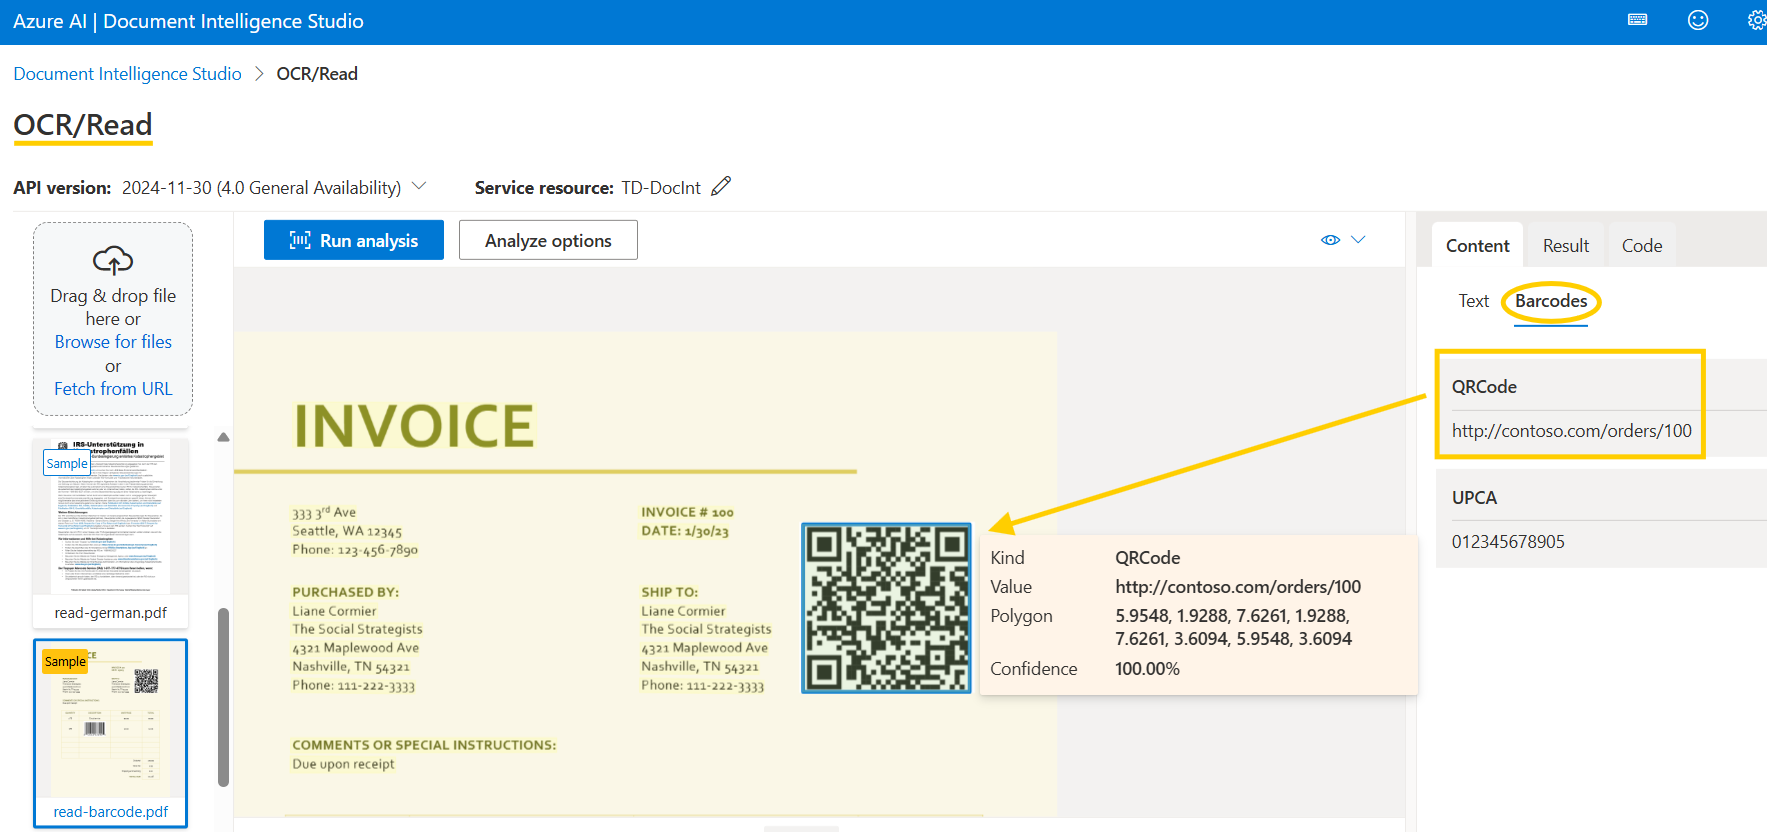 Azure AI | Document Intelligence Studio
Document Intelligence Studio > OCR/Read
OCR/Read
API version: 2024-11-30 (4.0 General Availability)
Service resource: TD-DocInt
Drag & drop file
here or
Browse for files
or
Fetch from URL
IRS-Unterstützung in
Sample
read-german.pdf
Sample
read-barcode.pdf
Run analysis
Analyze options
INVOICE
333 3rd Ave
Seattle, WA 12345
Phone: 123-456-7890
INVOICE # 100
DATE: 1/30/23
PURCHASED BY:
Liane Cormier
The Social Strategists
4321 Maplewood Ave
Nashville, TN 54321
Phone: 111-222-3333
SHIP TO:
Liane Cormier
The Social Strategists
4321 Maplewood Ave
Nashville, TN 54321
Phone: 111-222-3333
COMMENTS OR SPECIAL INSTRUCTIONS:
Due upon receipt
Kind QRCode
Value http://contoso.com/orders/100
Polygon 5.9548, 1.9288, 7.6261, 1.9288,
7.6261, 3.6094, 5.9548, 3.6094
Confidence 100.00%
Content Result Code
Text Barcodes
QRCode
http://contoso.com/orders/100
UPCA
012345678905